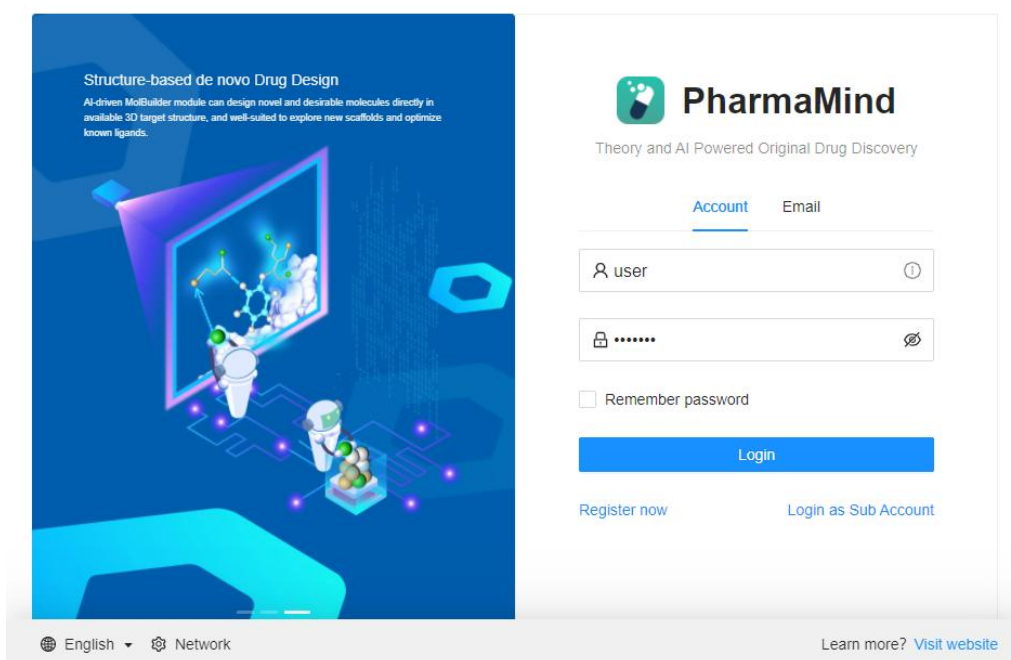 Structure-based de novo Drug Design
AI-driven MolBuilder module can design novel and desirable molecules directly in
available 3D target structure, and well-suited to explore new scaffolds and optimize
known ligands.
PharmaMind
Theory and AI Powered Original Drug Discovery
Account Email
user
•••••••
Remember password
Login
Register now Login as Sub Account
English Network
Learn more? Visit website